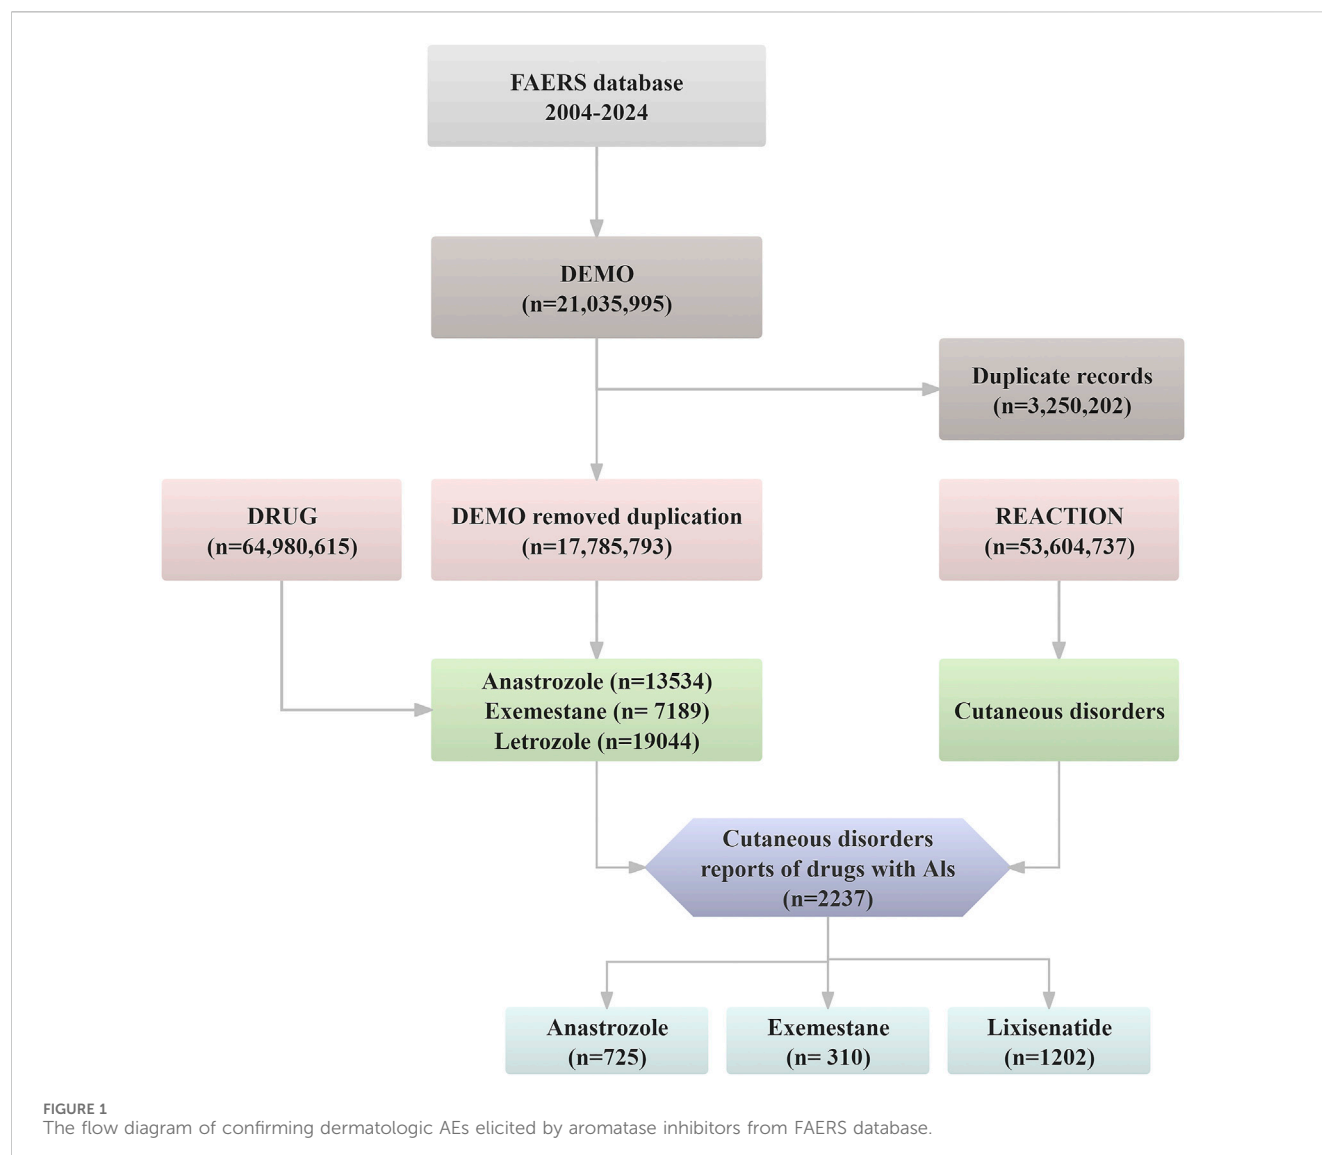 FAERS database
2004-2024
DEMO
(n=21,035,995)
Duplicate records
(n=3,250,202)
DRUG
(n=64,980,615)
DEMO removed duplication
(n=17,785,793)
REACTION
(n=53,604,737)
Anastrozole (n=13534)
Exemestane (n= 7189)
Letrozole (n=19044)
Cutaneous disorders
Cutaneous disorders
reports of drugs with AIs
(n=2237)
Anastrozole
(n=725)
Exemestane
(n= 310)
Lixisenatide
(n=1202)
FIGURE 1
The flow diagram of confirming dermatologic AEs elicited by aromatase inhibitors from FAERS database.